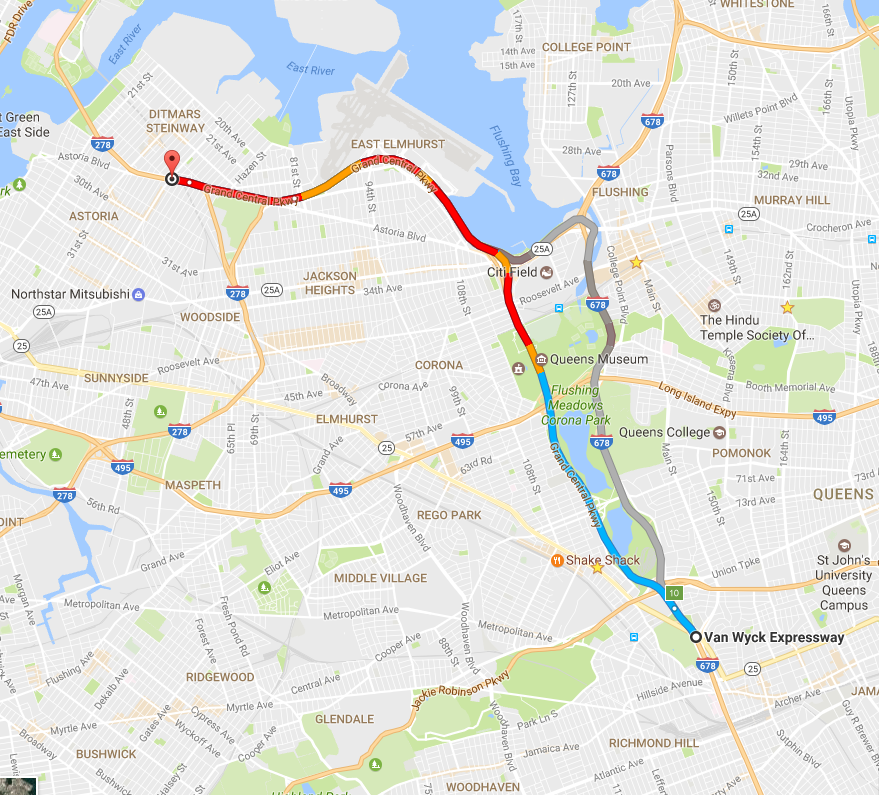 FDR Drive
WHITESTONE
East River
117th St
COLLEGE POINT
14th Ave
15th Ave
150th St
166th St
21st St
East River
20th Ave
127th St
Utopia Pkwy
t Green
East Side
DITMARS
STEINWAY
20th Ave
Willets Point Blvd
678
278
Hazen St
EAST ELMHURST
Flushing Bay
28th Ave
154th St
Astoria Blvd
81st St
Grand Central Pkwy
678
Parsons Blvd
29th Ave
32nd Ave
30th Ave
rk
Grand Central Pkwy
94th St
FLUSHING
MURRAY HILL
ASTORIA
25A
Crocheron Ave
31st St
Astoria Blvd
25A
21st St
Citi Field
College Point Blvd
Main St
149th St
162nd St
JACKSON
HEIGHTS
34th Ave
108th St
Roosevelt Ave
Northstar Mitsubishi
278
25A
25A
678
Utopia Pkwy
188th St
WOODSIDE
The Hindu
Temple Society Of...
25
Roosevelt Ave
CORONA
Queens Museum
Kissena Blvd
SUNNYSIDE
47th Ave
Broadway
Corona Ave
Flushing
Meadows
Corona Park
Long Island Expy
Booth Memorial Ave
45th Ave
99th St
48th St
65th Pl
69th St
ELMHURST
57th Ave
495
278
Grand Ave
25
495
678
Queens College
emetery
495
63rd Rd
108th St
Grand Central Pkwy
Main St
164th St
POMONOK
278
MASPETH
495
71st Ave
73rd Ave
73rd A
56th Rd
Woodhaven Blvd
150th St
QUEENS
OINT
REGO PARK
Grand Ave
Eliot Ave
Shake Shack
Union Tpke
St John's
University
Queens
Campus
Morgan Ave
MIDDLE VILLAGE
10
Metropolitan Ave
Fresh Pond Rd
Metropolitan Ave
Woodhaven Blvd
Metropolitan Ave
Van Wyck Expressway
Forest Ave
Cooper Ave
88th St
678
25
Flushing Ave
RIDGEWOOD
Central Ave
Jackie Robinson Pkwy
Hillside Ave
Archer Ave
JAMA
Dekalb Ave
Myrtle Ave
Gates Ave
Cypress Ave
Wyckoff Ave
Cooper Ave
GLENDALE
Myrtle Ave
Woodhaven Blvd
Park Ln S
Guy R Brewer
Broadway
RICHMOND HILL
Sutphin Blvd
BUSHWICK
Jamaica Ave
Bushwick Ave
Halsey St
Atlantic Ave
Highland Park
WOODHAVEN